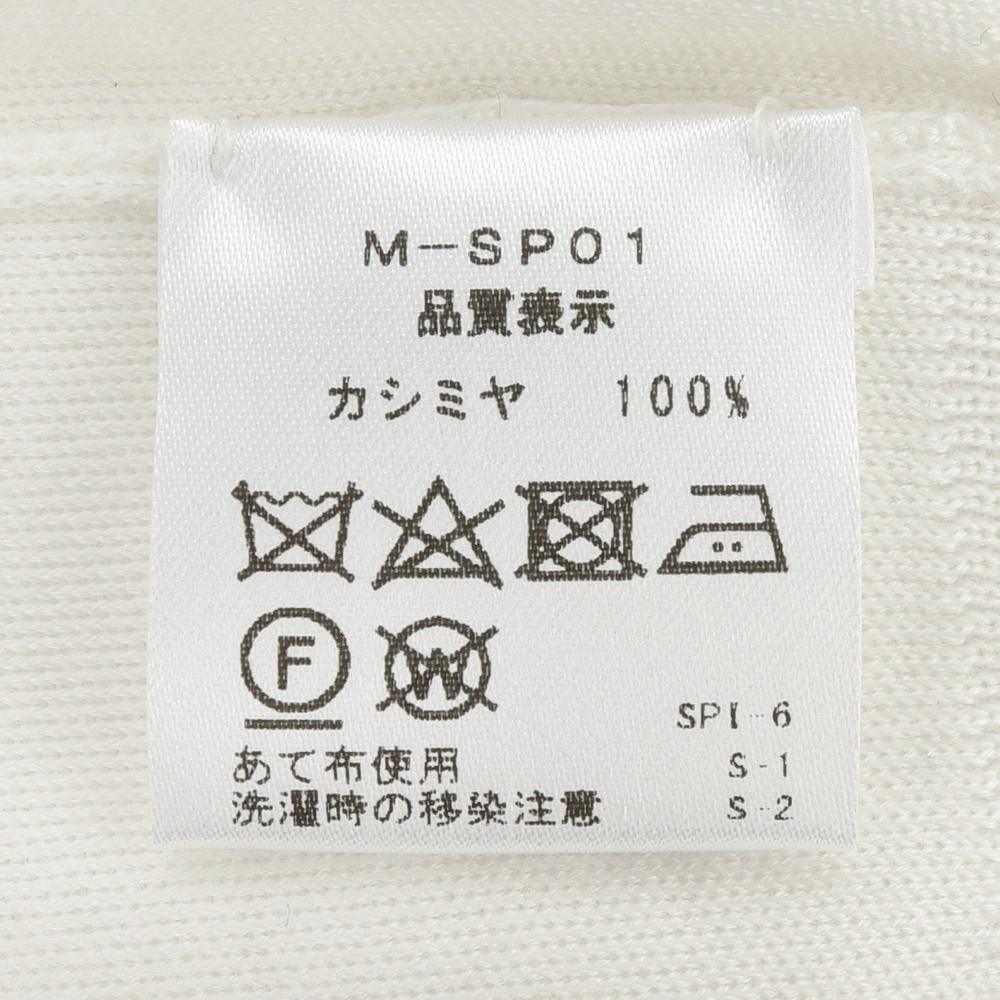 M-SP01
品質表示
カシミヤ 100%
F W
SPI-6
あて布使用 S-1
洗濯時の移染注意 S-2